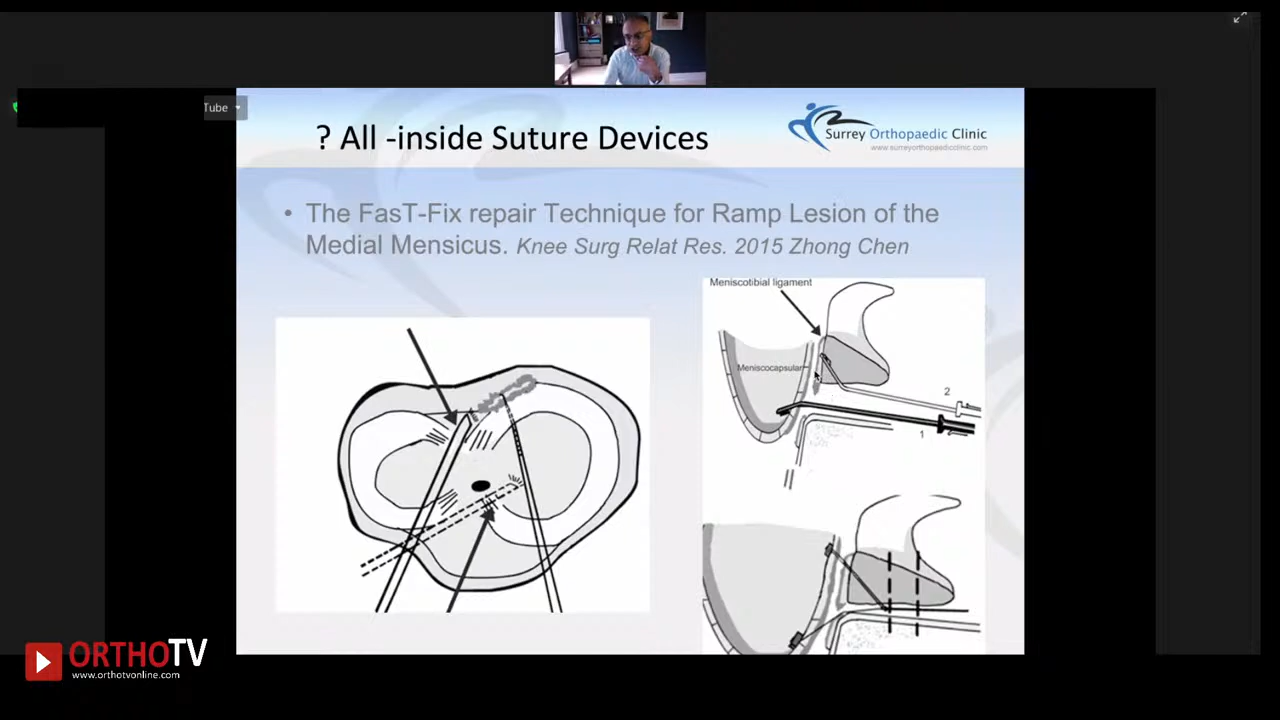 Tube
? All -inside Suture Devices
Surrey Orthopaedic Clinic
www.surreyorthopaedicclinic.com
• The FasT-Fix repair Technique for Ramp Lesion of the
Medial Mensicus. Knee Surg Relat Res. 2015 Zhong Chen
Meniscotibial ligament
Meniscocapsular
2
1
ORTHOTV
www.orthotvonline.com